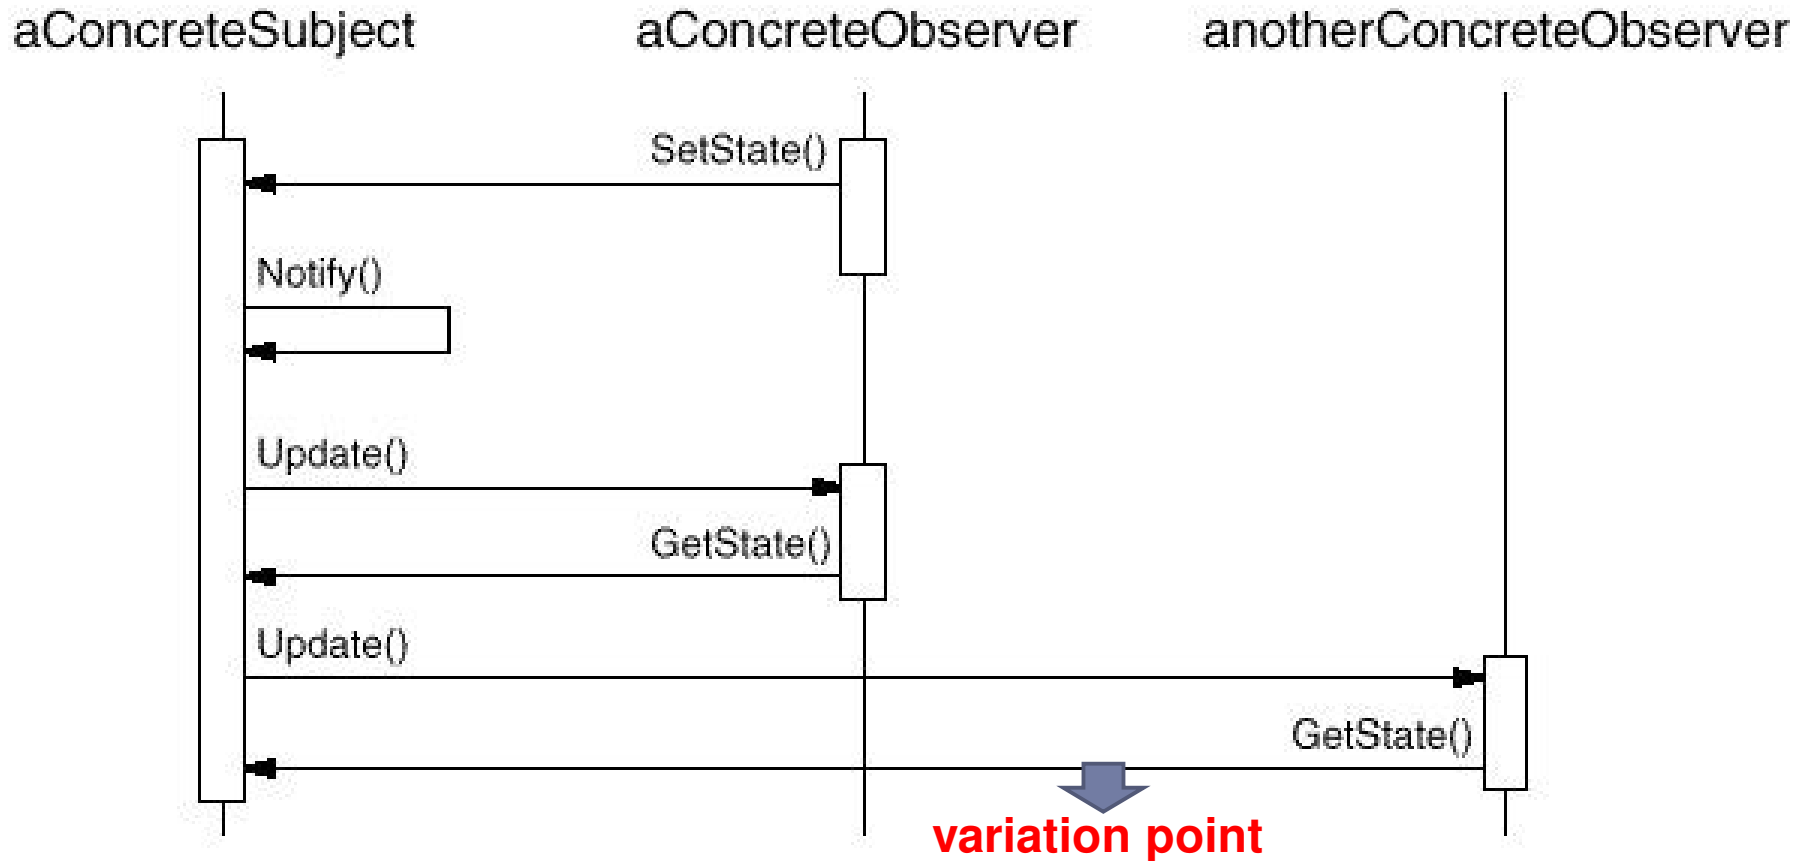 aConcreteSubject aConcreteObserver anotherConcreteObserver
SetState()
Notify()
Update()
GetState()
Update()
GetState()
variation point